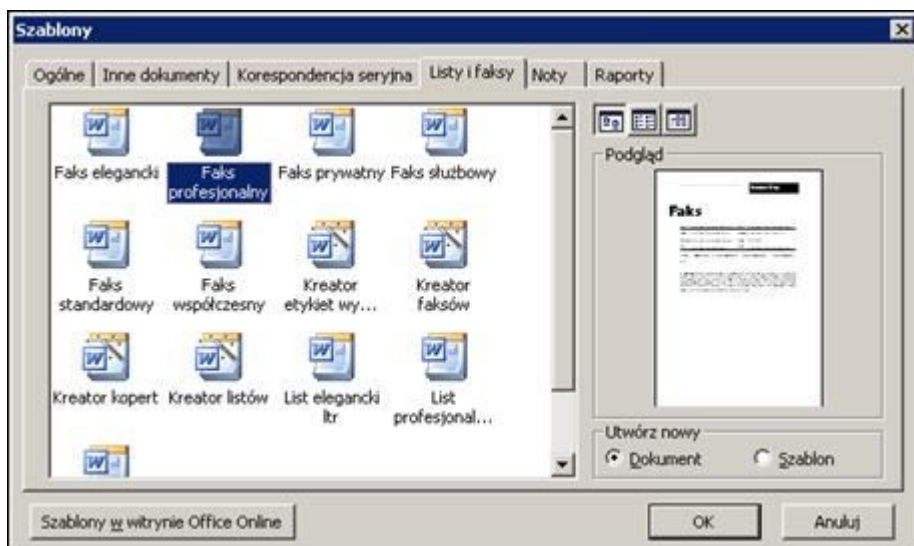 Szablony
Ogólne Inne dokumenty Korespondencja seryjna Listy i faksy Noty Raporty
Faks elegancki Faks profesjonalny Faks prywatny Faks służbowy
Faks standardowy Faks współczesny Kreator etykiet wy... Kreator faksów
Kreator kopert Kreator listów List elegancki ltr List profesjonal...
Podgląd
Faks
Utwórz nowy
Dokument Szablon
Szablony w witrynie Office Online OK Anuluj